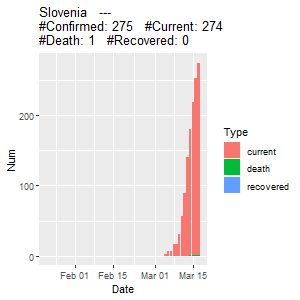 Slovenia   ---
#Confirmed: 275   #Current: 274
#Death: 1   #Recovered: 0
Num
200
100
0
Feb 01
Feb 15
Mar 01
Mar 15
Date
Type
current
death
recovered